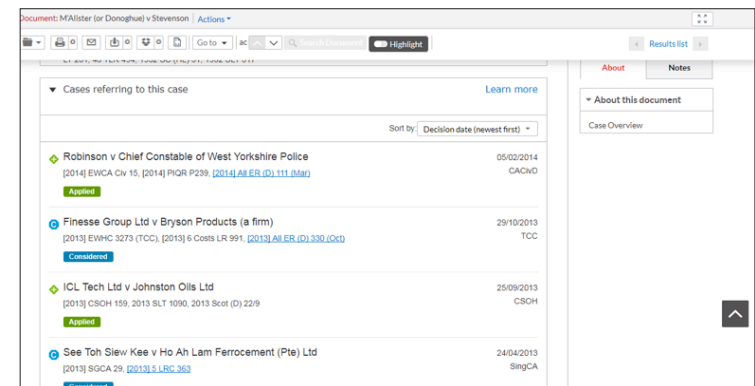 Document: M'Alister (or Donoghue) v Stevenson Actions
Go to
Search Document
Highlight
Results list
About Notes
Cases referring to this case Learn more
About this document
Case Overview
Sort by: Decision date (newest first)
Robinson v Chief Constable of West Yorkshire Police 05/02/2014
[2014] EWCA Civ 15, [2014] PIQR P239, [2014] All ER (D) 111 (Mar) CACivD
Applied
Finesse Group Ltd v Bryson Products (a firm) 29/10/2013
[2013] EWHC 3273 (TCC), [2013] 6 Costs LR 991, [2013] All ER (D) 330 (Oct) TCC
Considered
ICL Tech Ltd v Johnston Oils Ltd 25/09/2013
[2013] CSOH 159, 2013 SLT 1090, 2013 Scot (D) 22/9 CSOH
Applied
See Toh Siew Kee v Ho Ah Lam Ferrocement (Pte) Ltd 24/04/2013
[2013] SGCA 29, [2013] 5 LRC 363 SingCA